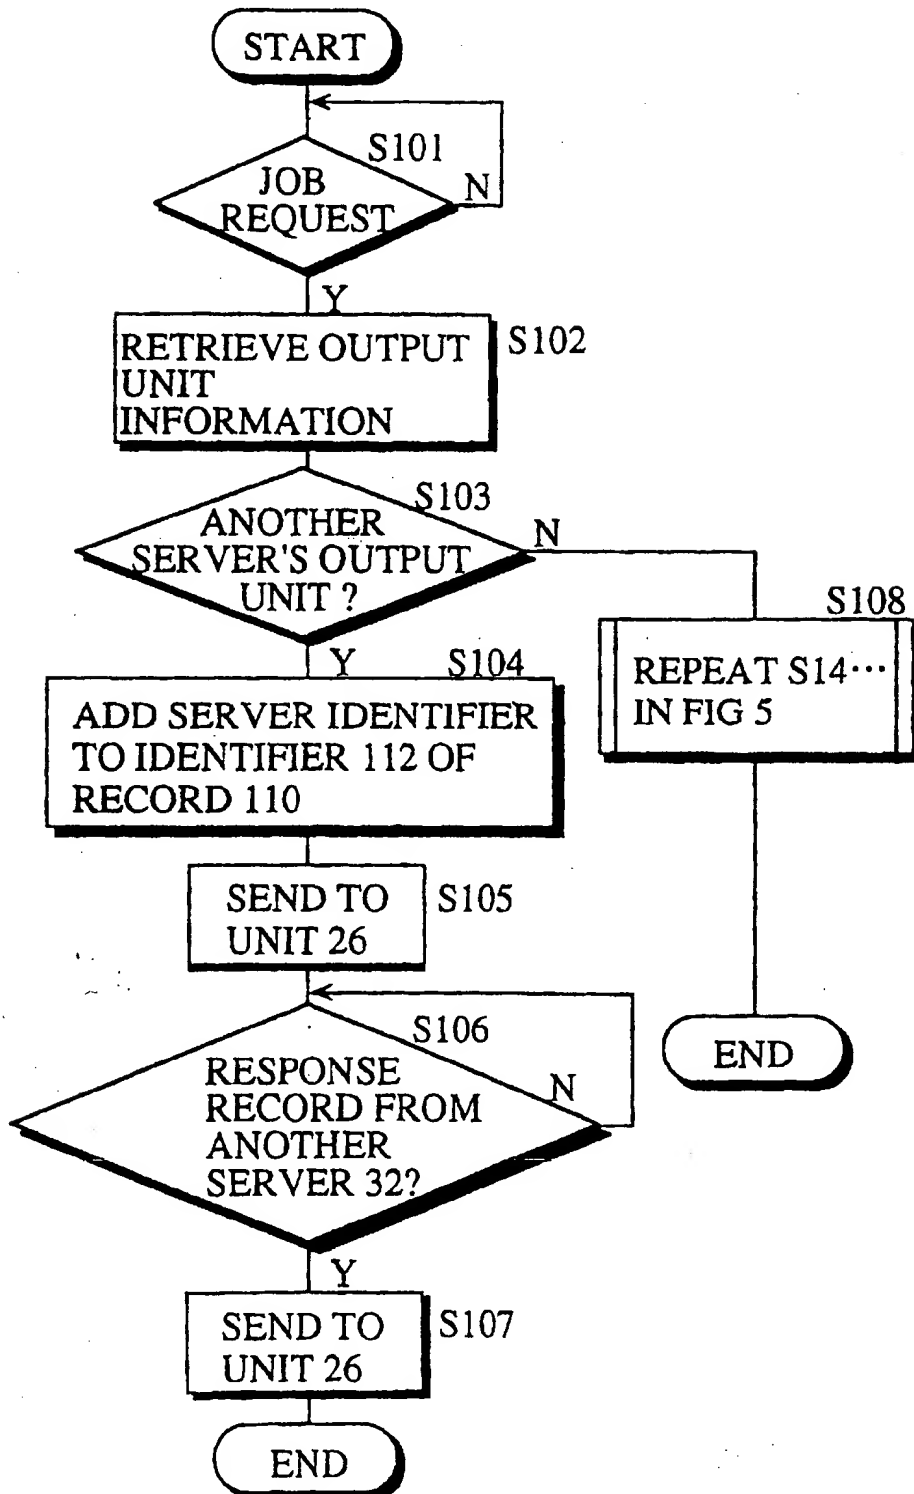 START
S101
JOB
REQUEST
N
Y
RETRIEVE OUTPUT
UNIT
INFORMATION
S102
S103
ANOTHER
SERVER'S OUTPUT
UNIT ?
N
Y
S108
REPEAT S14···
IN FIG 5
S104
ADD SERVER IDENTIFIER
TO IDENTIFIER 112 OF
RECORD 110
SEND TO
UNIT 26
S105
S106
RESPONSE
RECORD FROM
ANOTHER
SERVER 32?
N
END
Y
SEND TO
UNIT 26
S107
END